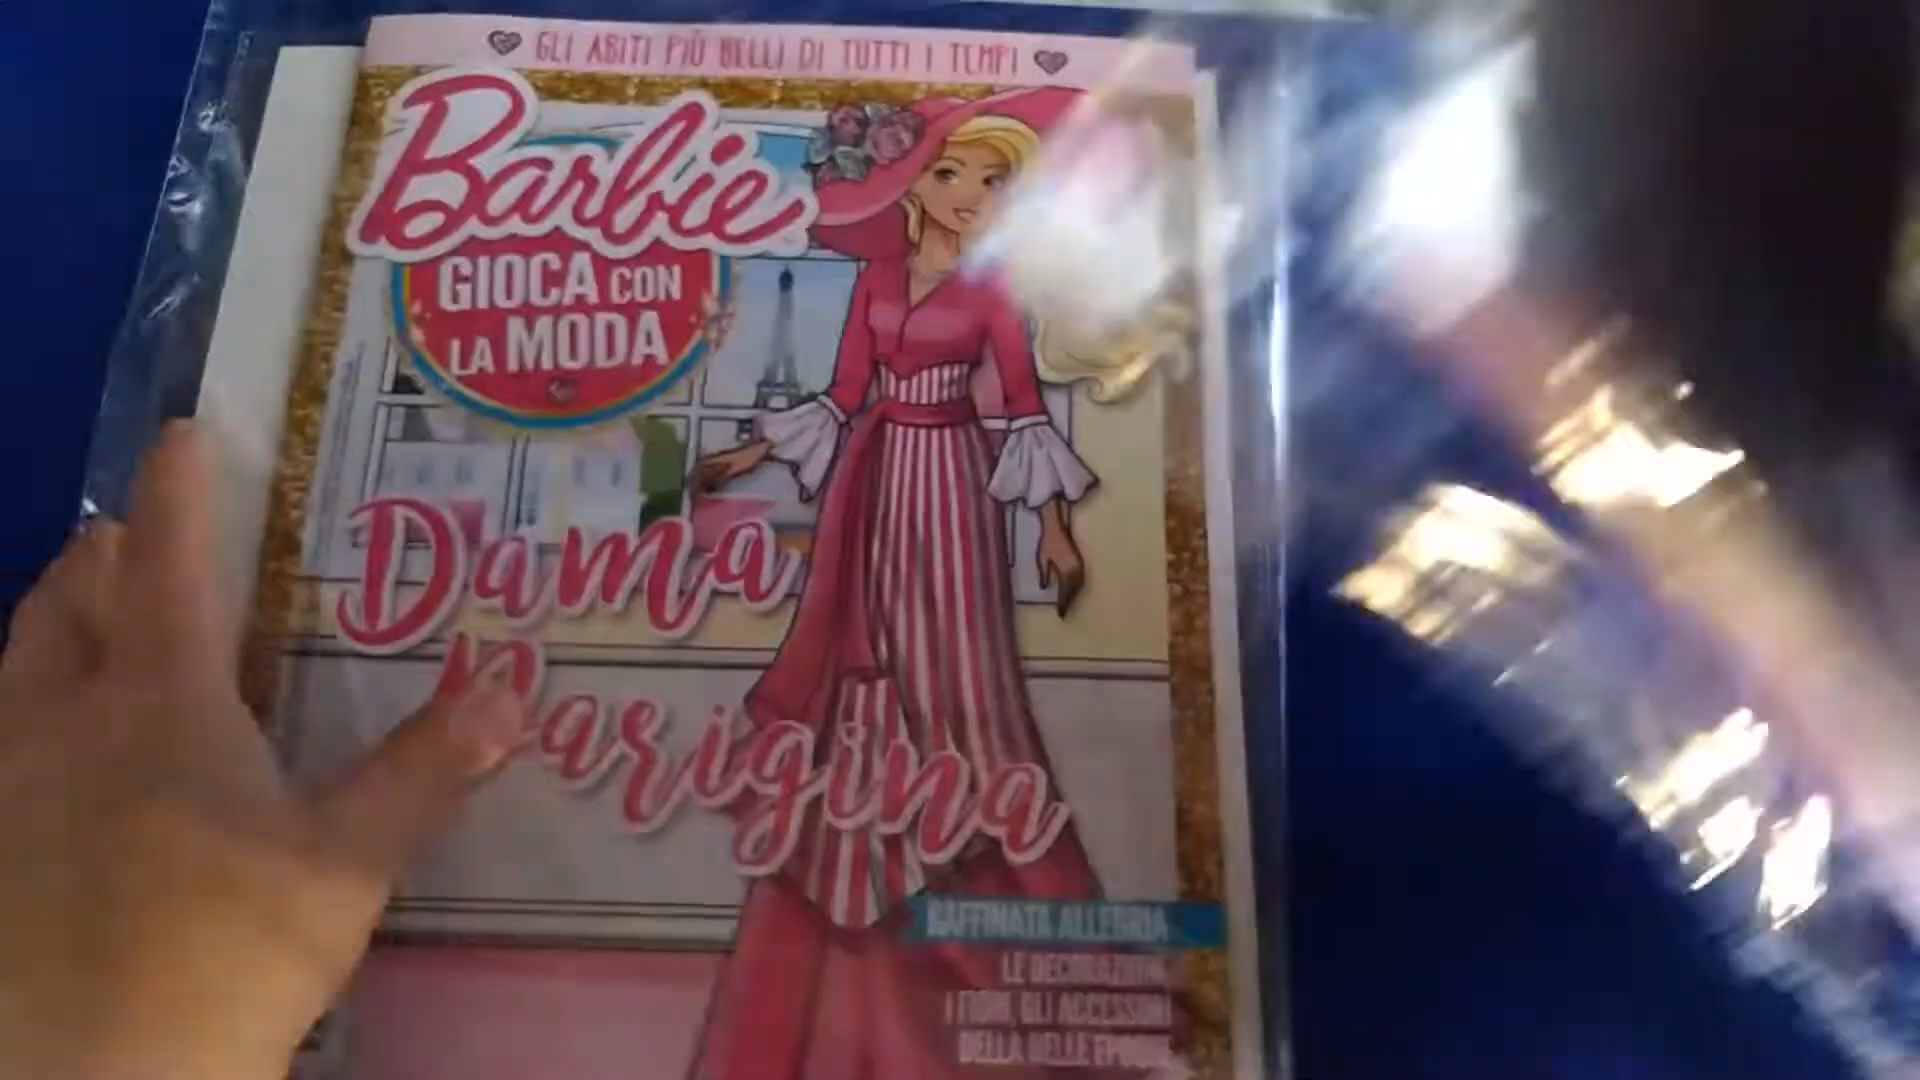 GLI ABITI PIÙ BELLI DI TUTTI I TEMPI
Barbie
GIOCA CON
LA MODA
Dama
Parigina
RAFFINATA ALLEGRIA
LE DECORAZIONI,
I FIORI, GLI ACCESSORI
DELLA BELLE EPOQUE